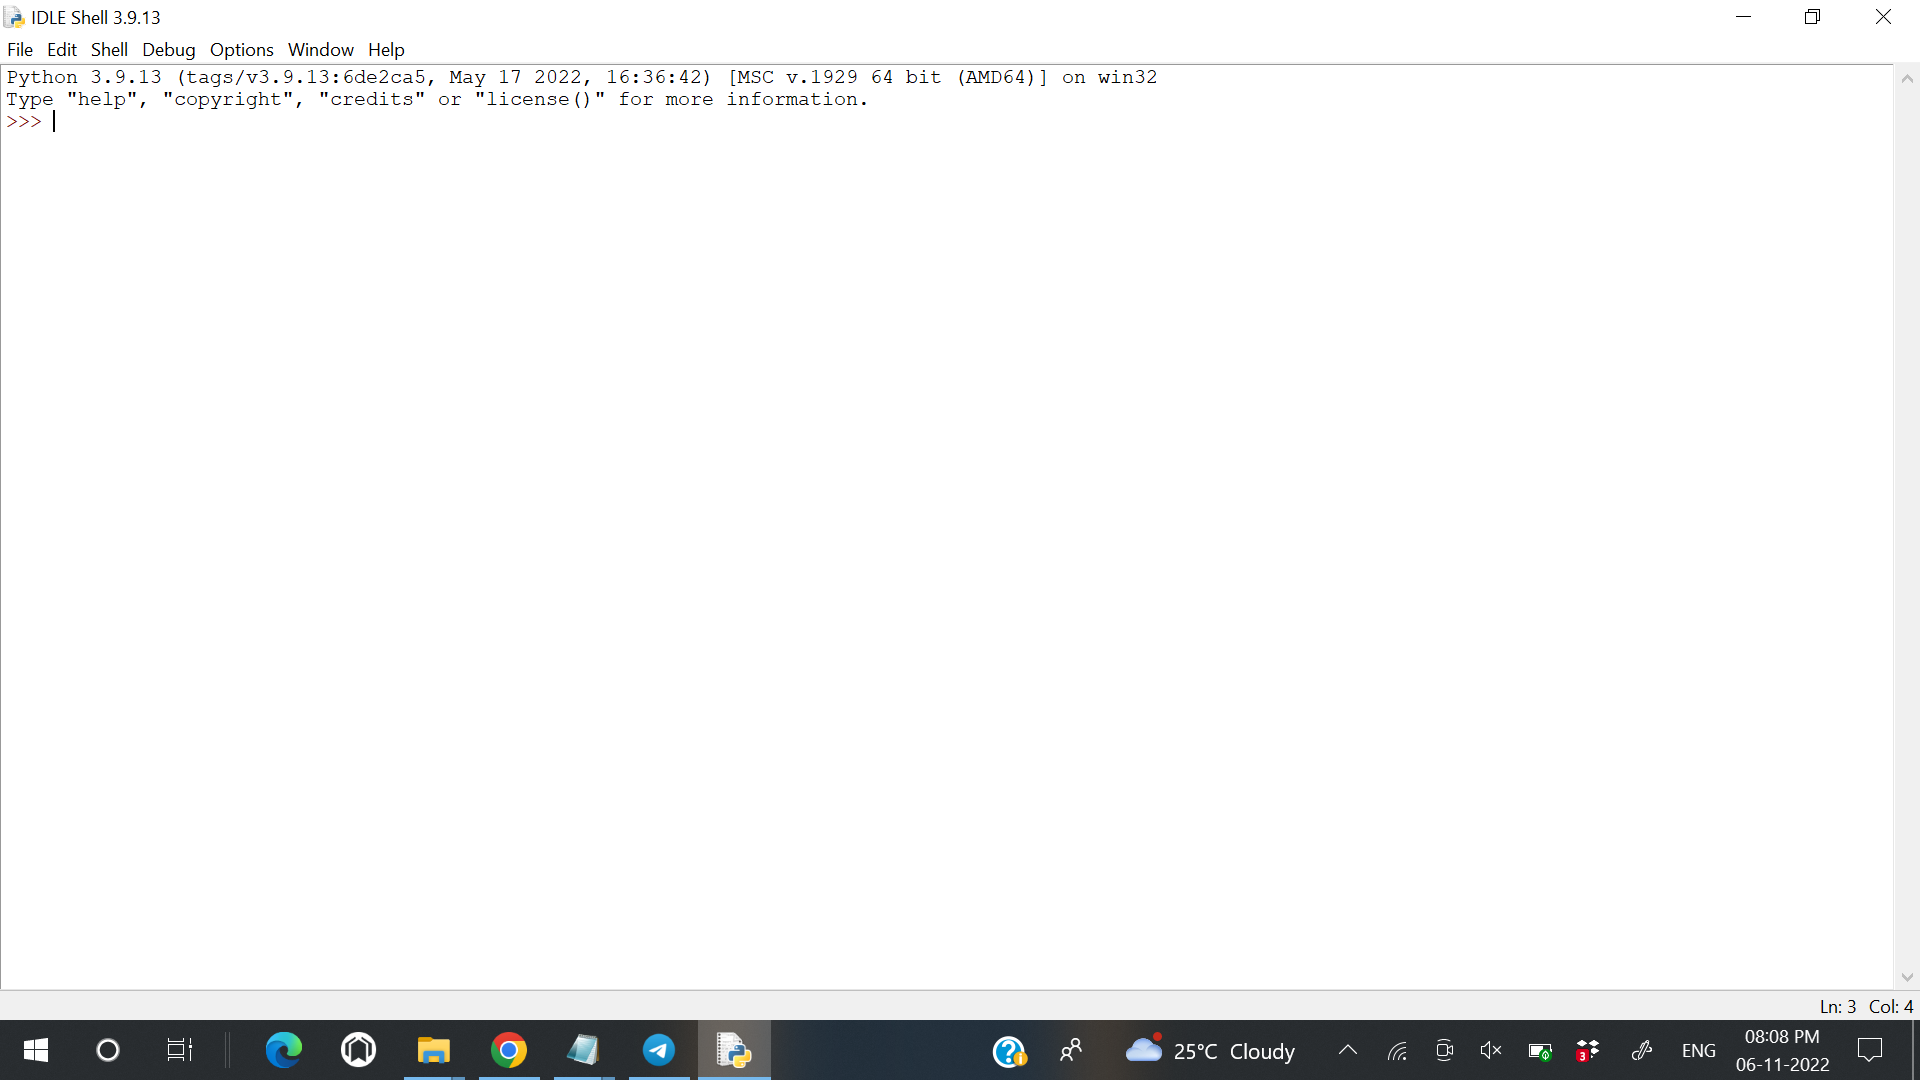 IDLE Shell 3.9.13
File Edit Shell Debug Options Window Help
Python 3.9.13 (tags/v3.9.13:6de2ca5, May 17 2022, 16:36:42) [MSC v.1929 64 bit (AMD64)] on win32
Type "help", "copyright", "credits" or "license()" for more information.
>>>
Ln: 3 Col: 4
25°C Cloudy
3
ENG
08:08 PM
06-11-2022